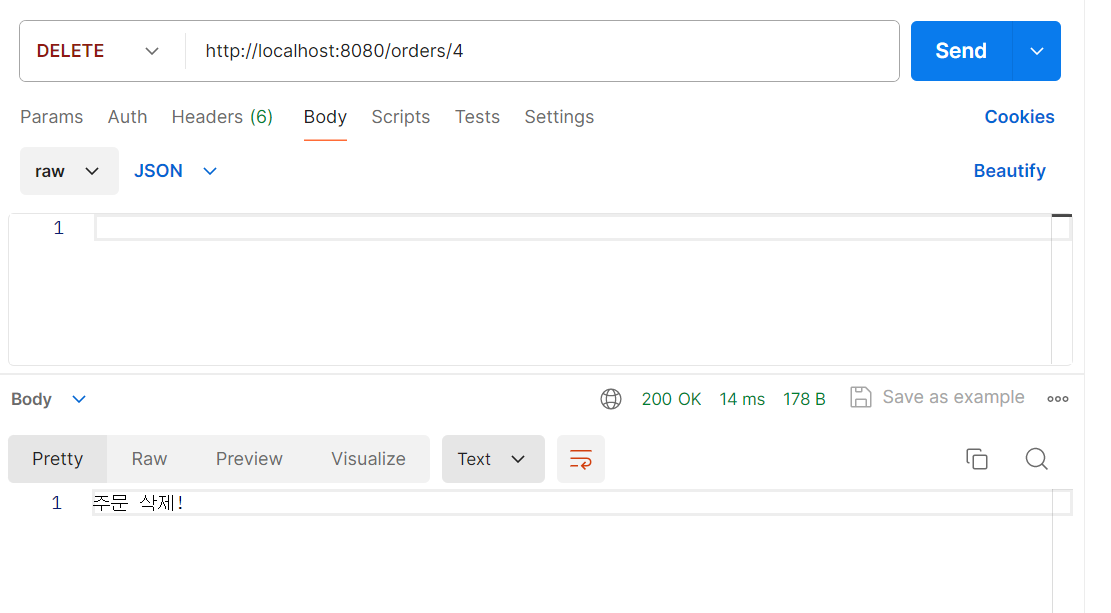 DELETE http://localhost:8080/orders/4 Send
Params Auth Headers (6) Body Scripts Tests Settings Cookies
raw JSON Beautify
1
Body 200 OK 14 ms 178 B Save as example
Pretty Raw Preview Visualize Text
1 주문 삭제!